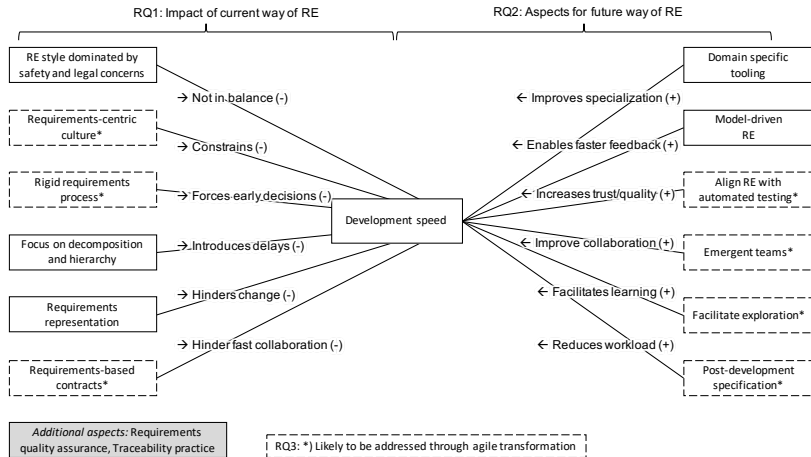 RQ1: Impact of current way of RE
RQ2: Aspects for future way of RE
RE style dominated by
safety and legal concerns
→ Not in balance (-)
Requirements-centric
culture*
→ Constrains (-)
Rigid requirements
process*
→ Forces early decisions (-)
Focus on decomposition
and hierarchy
→ Introduces delays (-)
Requirements
representation
→ Hinders change (-)
Requirements-based
contracts*
→ Hinder fast collaboration (-)
Development speed
Domain specific
tooling
← Improves specialization (+)
Model-driven
RE
← Enables faster feedback (+)
Align RE with
automated testing*
← Increases trust/quality (+)
Emergent teams*
← Improve collaboration (+)
Facilitate exploration*
← Facilitates learning (+)
Post-development
specification*
← Reduces workload (+)
Additional aspects: Requirements
quality assurance, Traceability practice
RQ3: *) Likely to be addressed through agile transformation